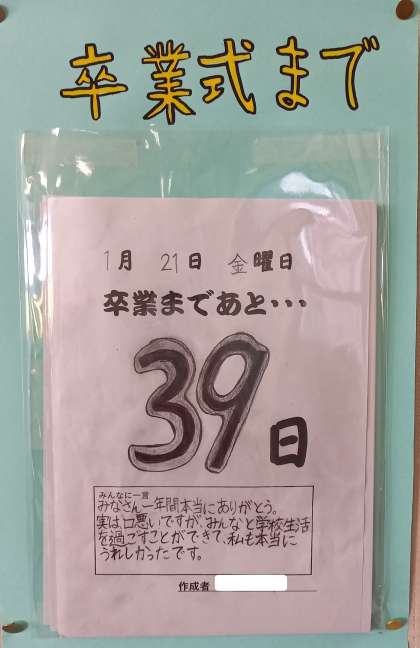 卒業式まで
1月 21日 金曜日
卒業まであと・・・
39日
みんなに一言
みなさん一年間本当にありがとう。
実は口悪いですが、みんなと学校生活
を過ごすことができて、私も本当に
うれしかったです。
作成者